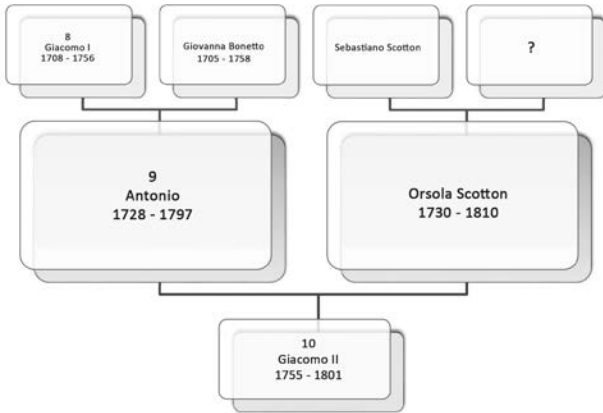 8
Giacomo I
1708 - 1756
Giovanna Bonetto
1705 - 1758
Sebastiano Scotton
?
9
Antonio
1728 - 1797
Orsola Scotton
1730 - 1810
10
Giacomo II
1755 - 1801